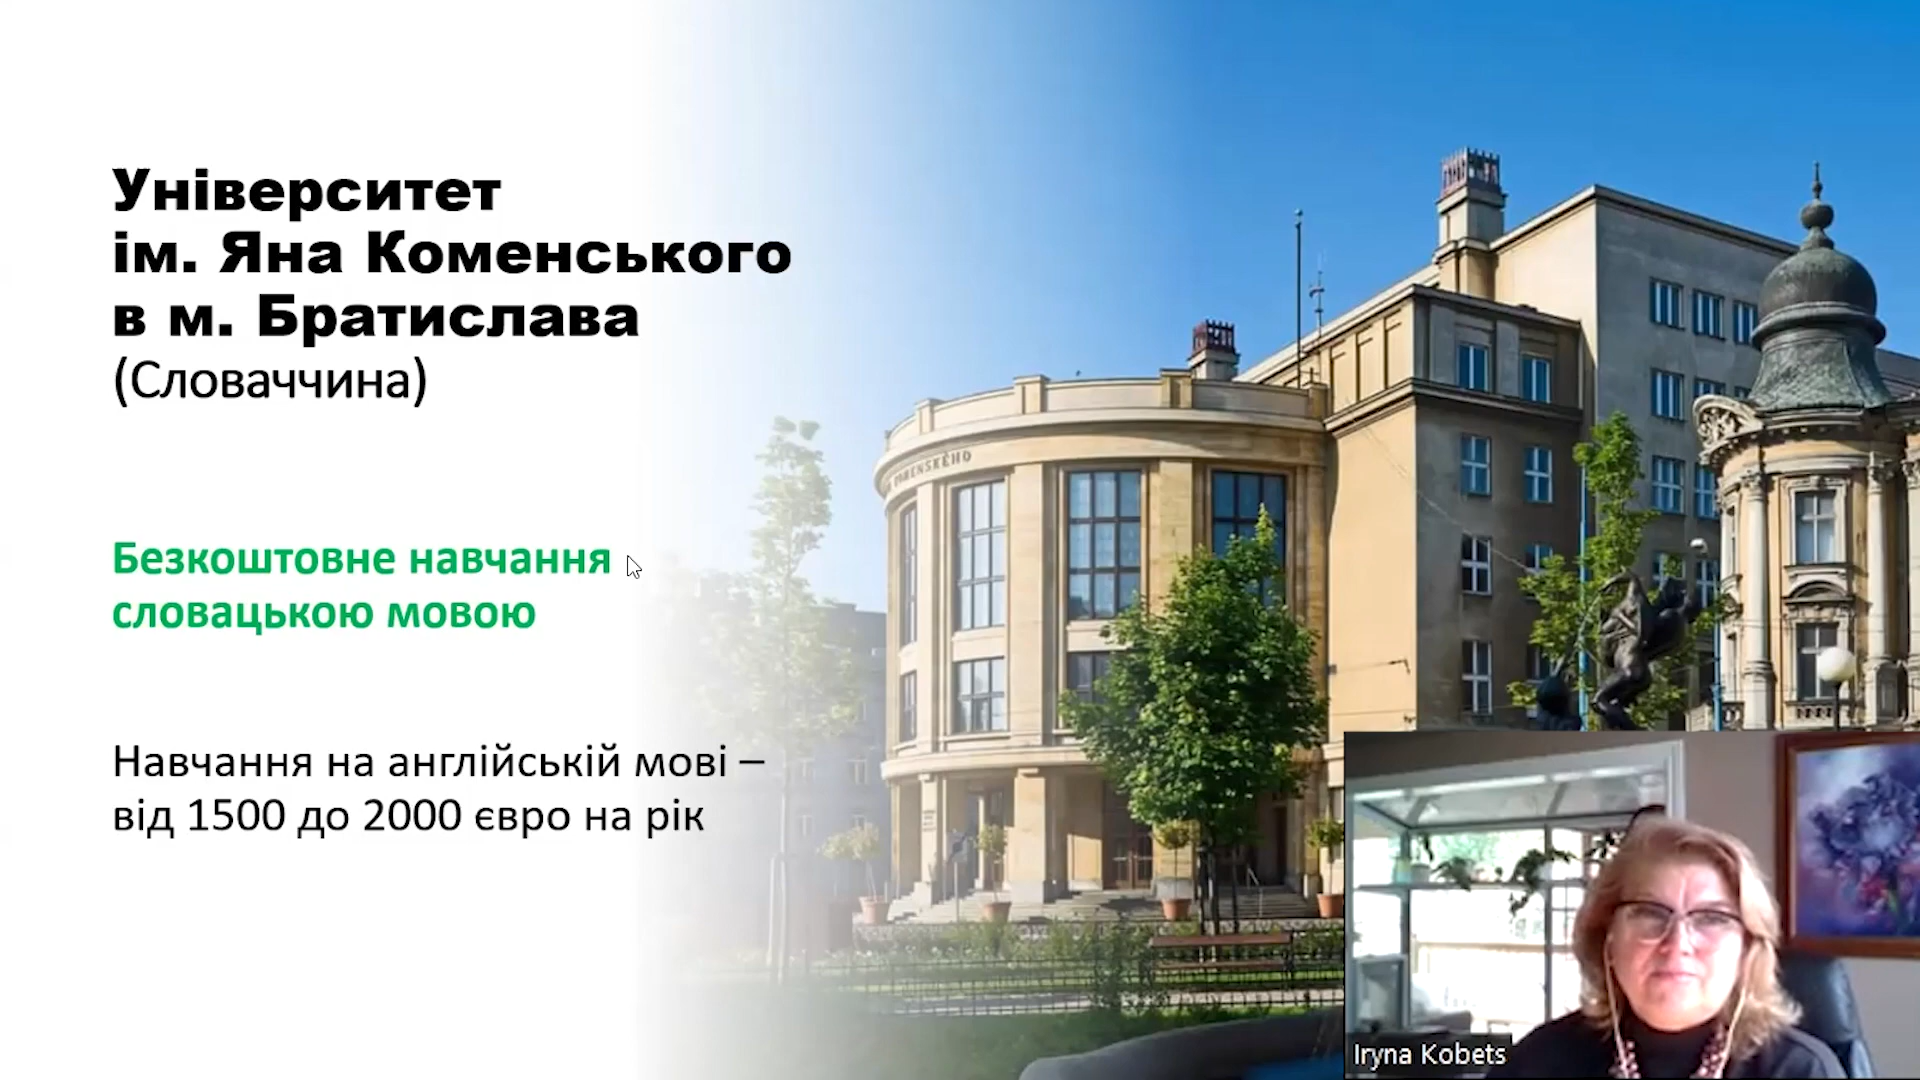 Університет
ім. Яна Коменського
в м. Братислава
(Словаччина)
Безкоштовне навчання
словацькою мовою
Навчання на англійській мові –
від 1500 до 2000 євро на рік
KOMENSKÉHO
Iryna Kobets